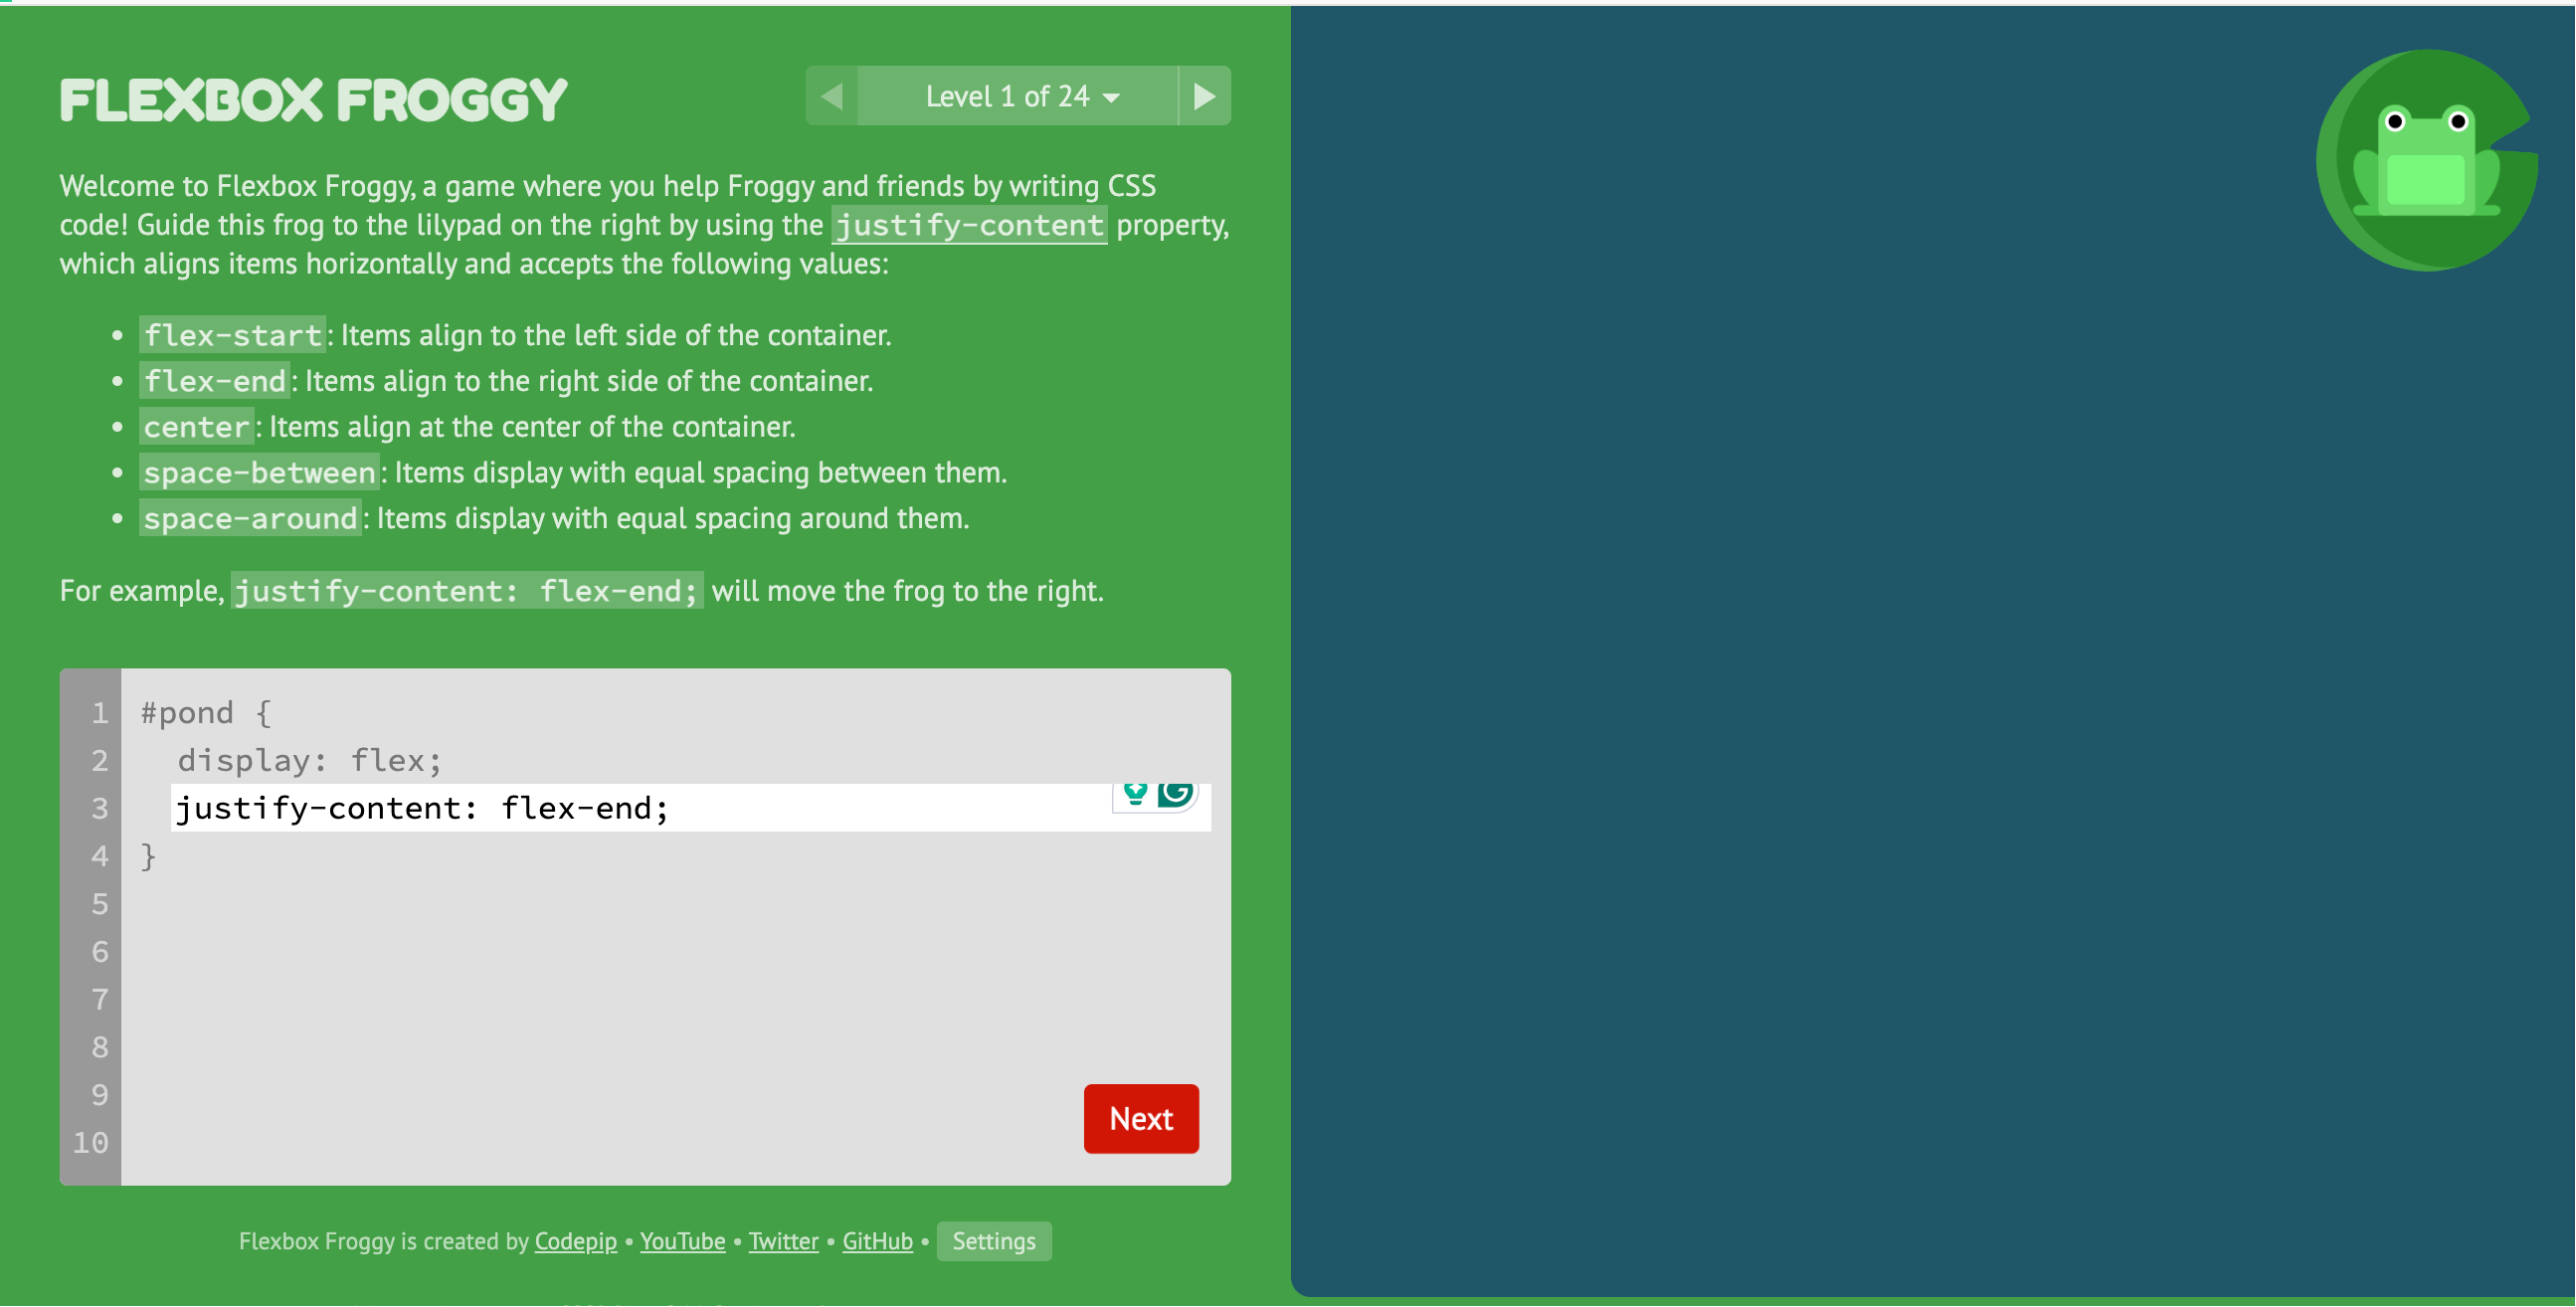 FLEXBOX FROGGY
Level 1 of 24
Welcome to Flexbox Froggy, a game where you help Froggy and friends by writing CSS
code! Guide this frog to the lilypad on the right by using the justify-content property,
which aligns items horizontally and accepts the following values:
• flex-start: Items align to the left side of the container.
• flex-end: Items align to the right side of the container.
• center: Items align at the center of the container.
• space-between: Items display with equal spacing between them.
• space-around: Items display with equal spacing around them.
For example, justify-content: flex-end; will move the frog to the right.
1 #pond {
2 display: flex;
3 justify-content: flex-end;
4 }
5
6
7
8
9
10
Next
Flexbox Froggy is created by Codepip • YouTube • Twitter • GitHub • Settings